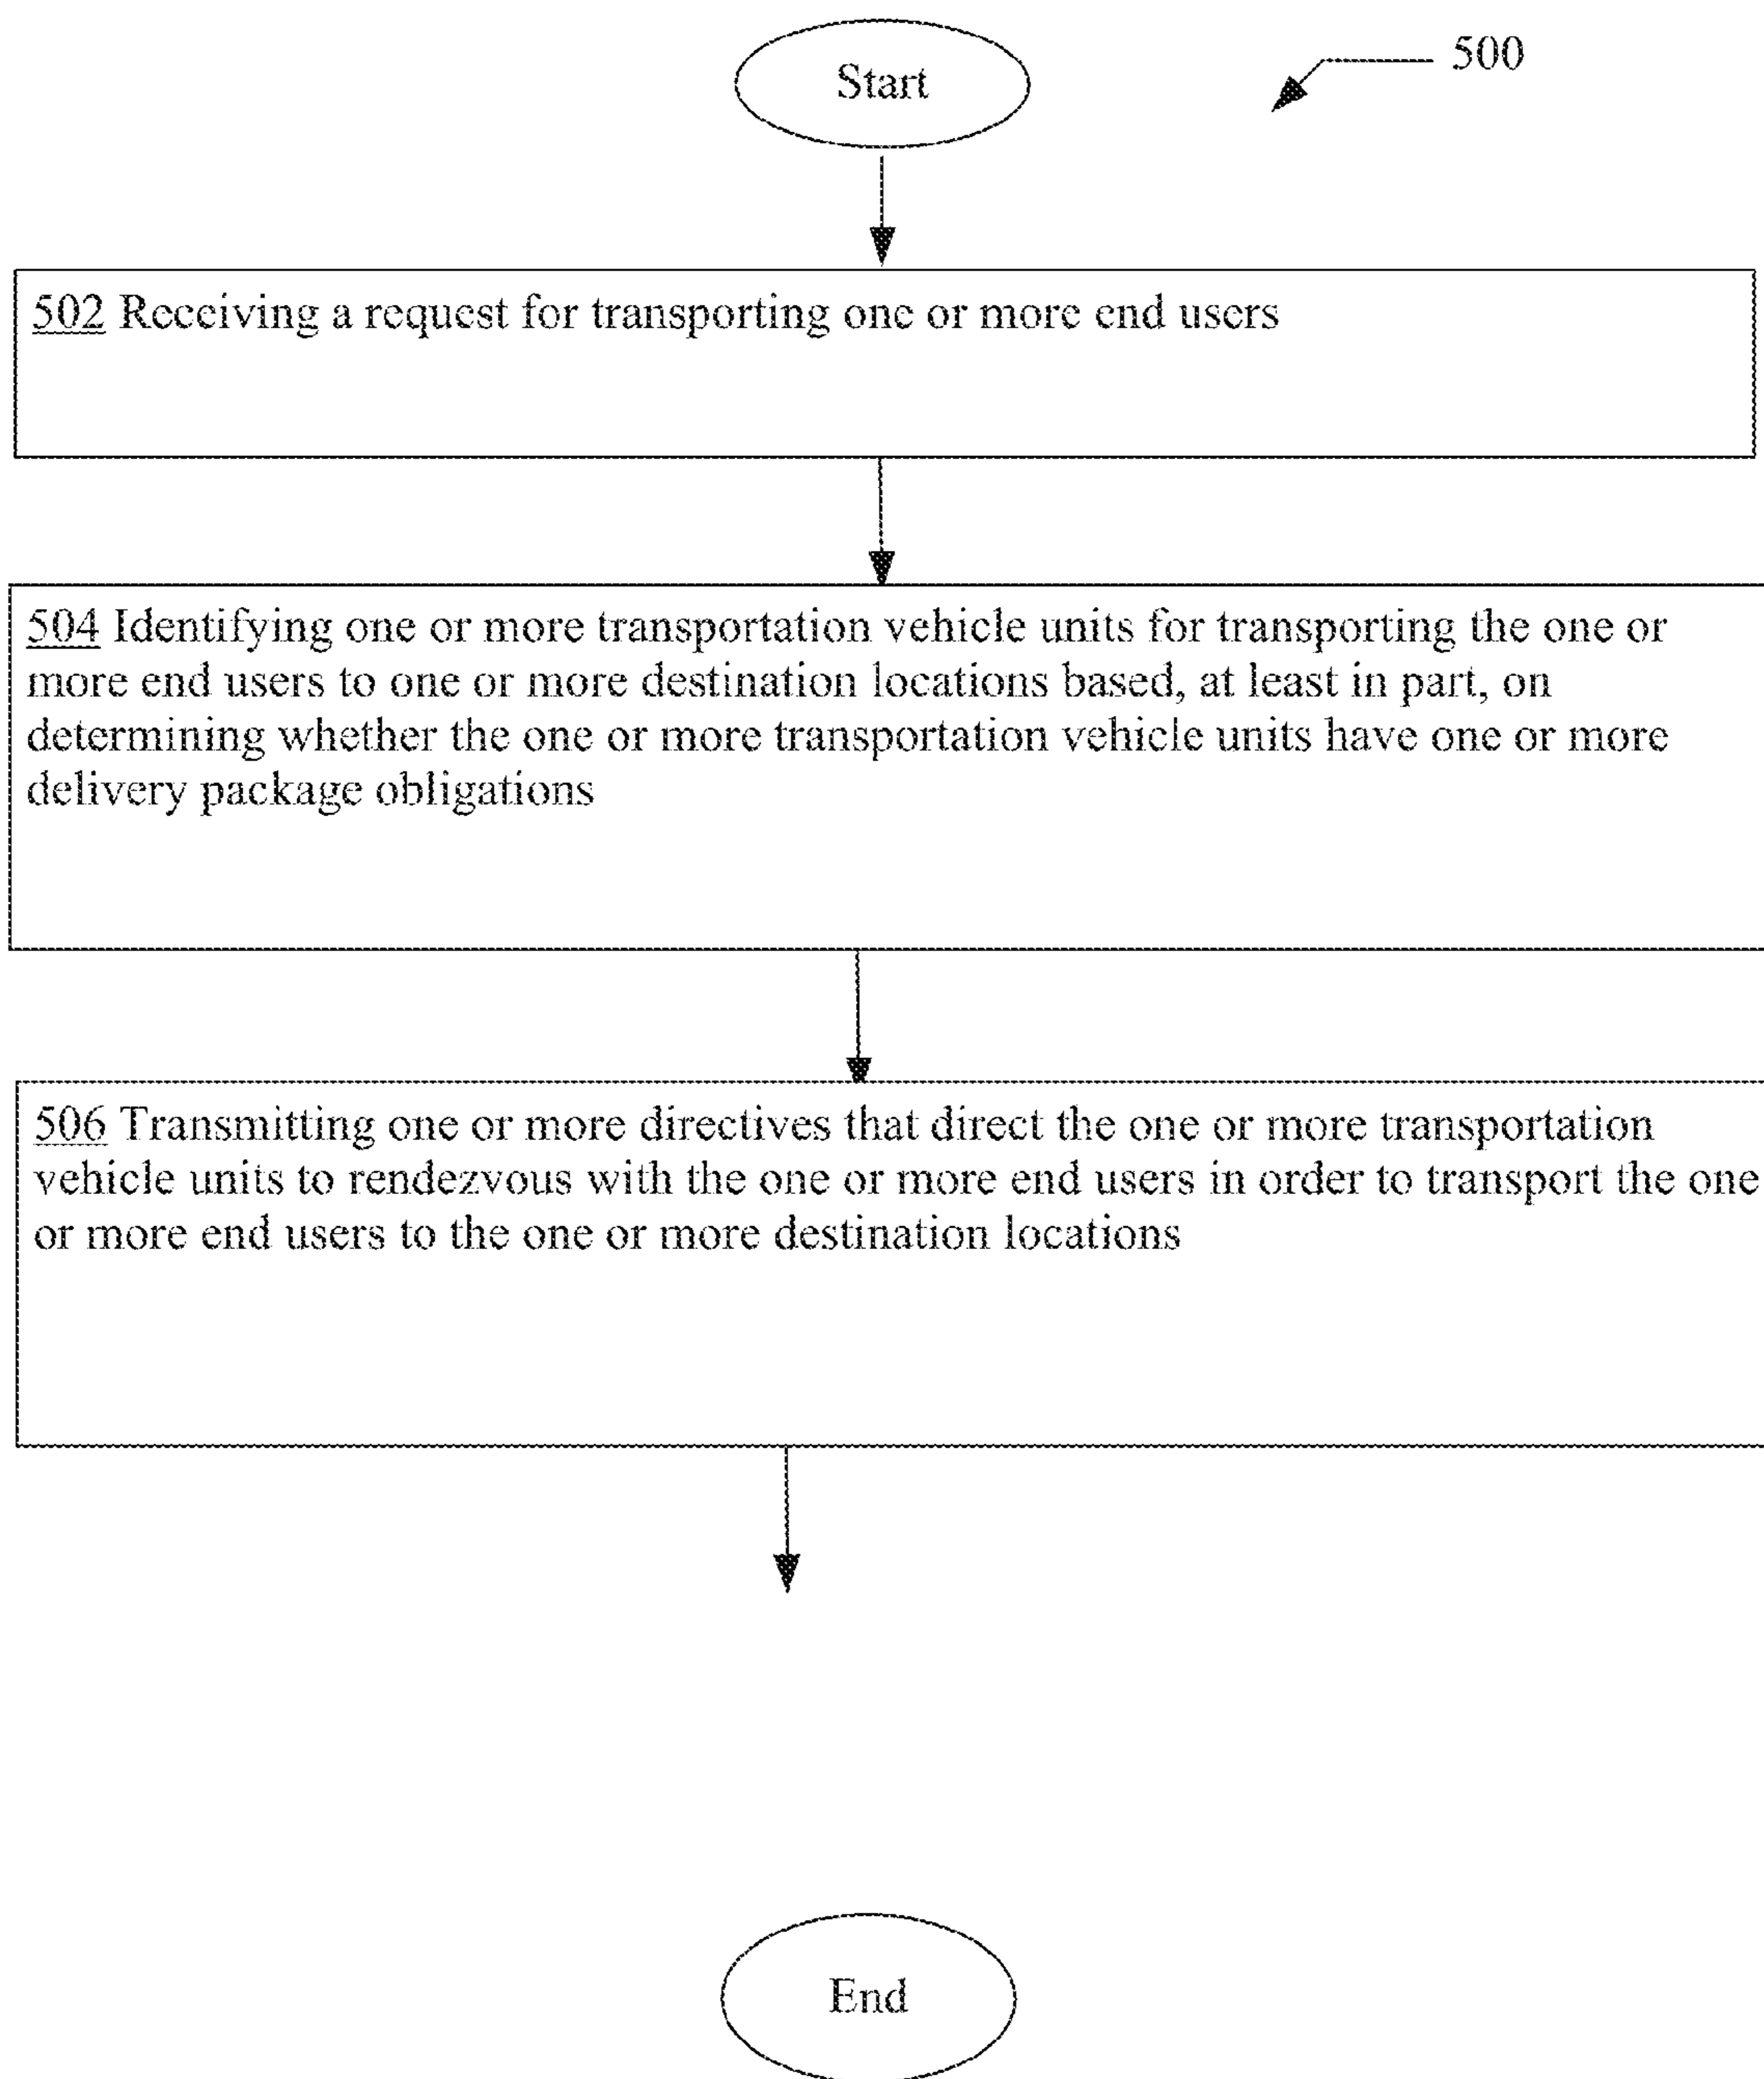 Start
500
502 Receiving a request for transporting one or more end users
504 Identifying one or more transportation vehicle units for transporting the one or
more end users to one or more destination locations based, at least in part, on
determining whether the one or more transportation vehicle units have one or more
delivery package obligations
506 Transmitting one or more directives that direct the one or more transportation
vehicle units to rendezvous with the one or more end users in order to transport the one
or more end users to the one or more destination locations
End